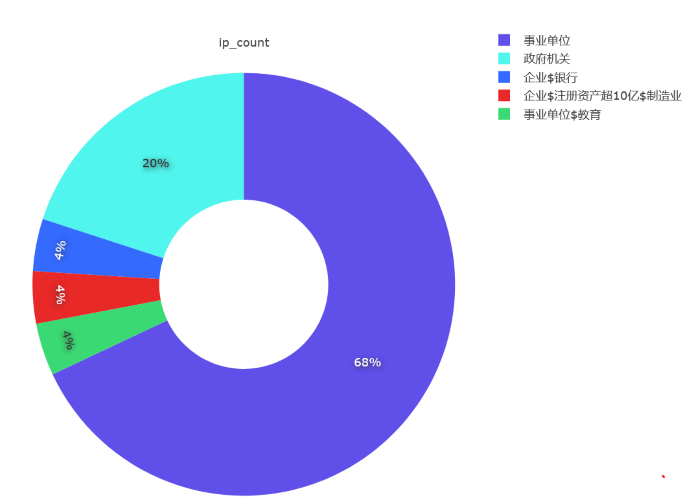 ip_count
事业单位
政府机关
企业$银行
企业$注册资产超10亿$制造业
事业单位$教育
20%
4%
4%
4%
68%